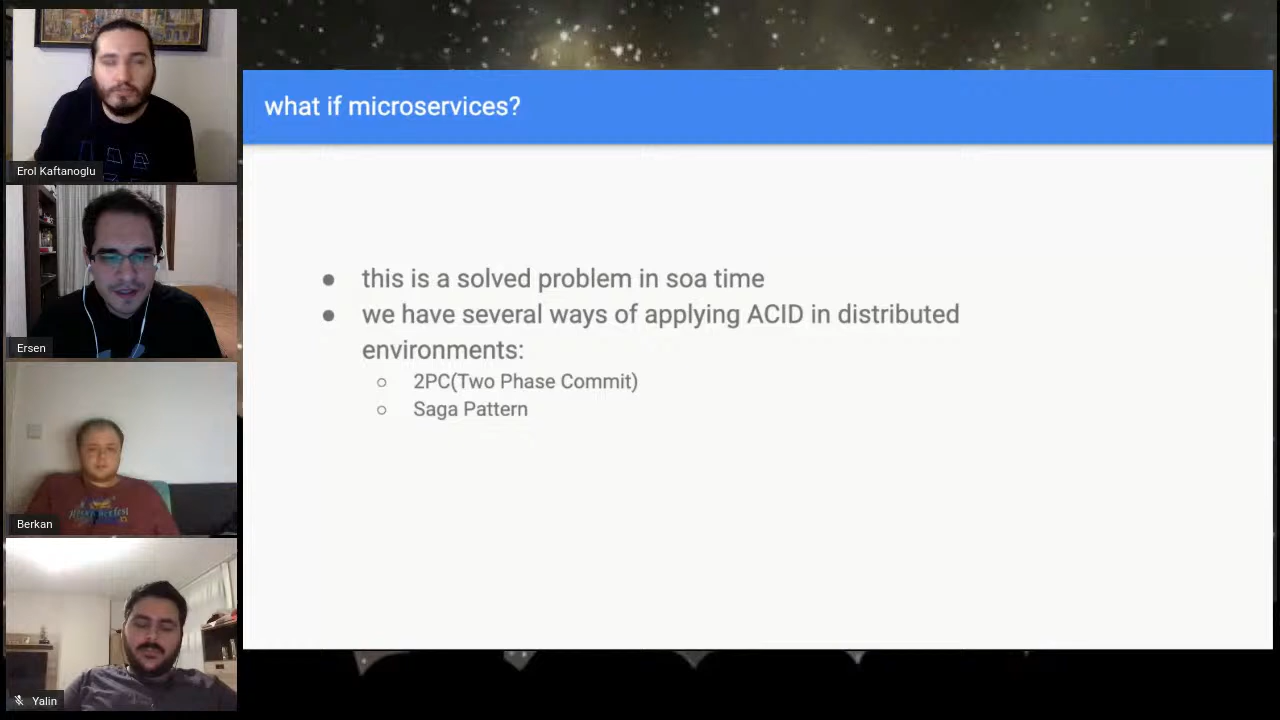 Erol Kaftanoglu
Ersen
Berkan
Yalin
what if microservices?
this is a solved problem in soa time
we have several ways of applying ACID in distributed
environments:
2PC(Two Phase Commit)
Saga Pattern